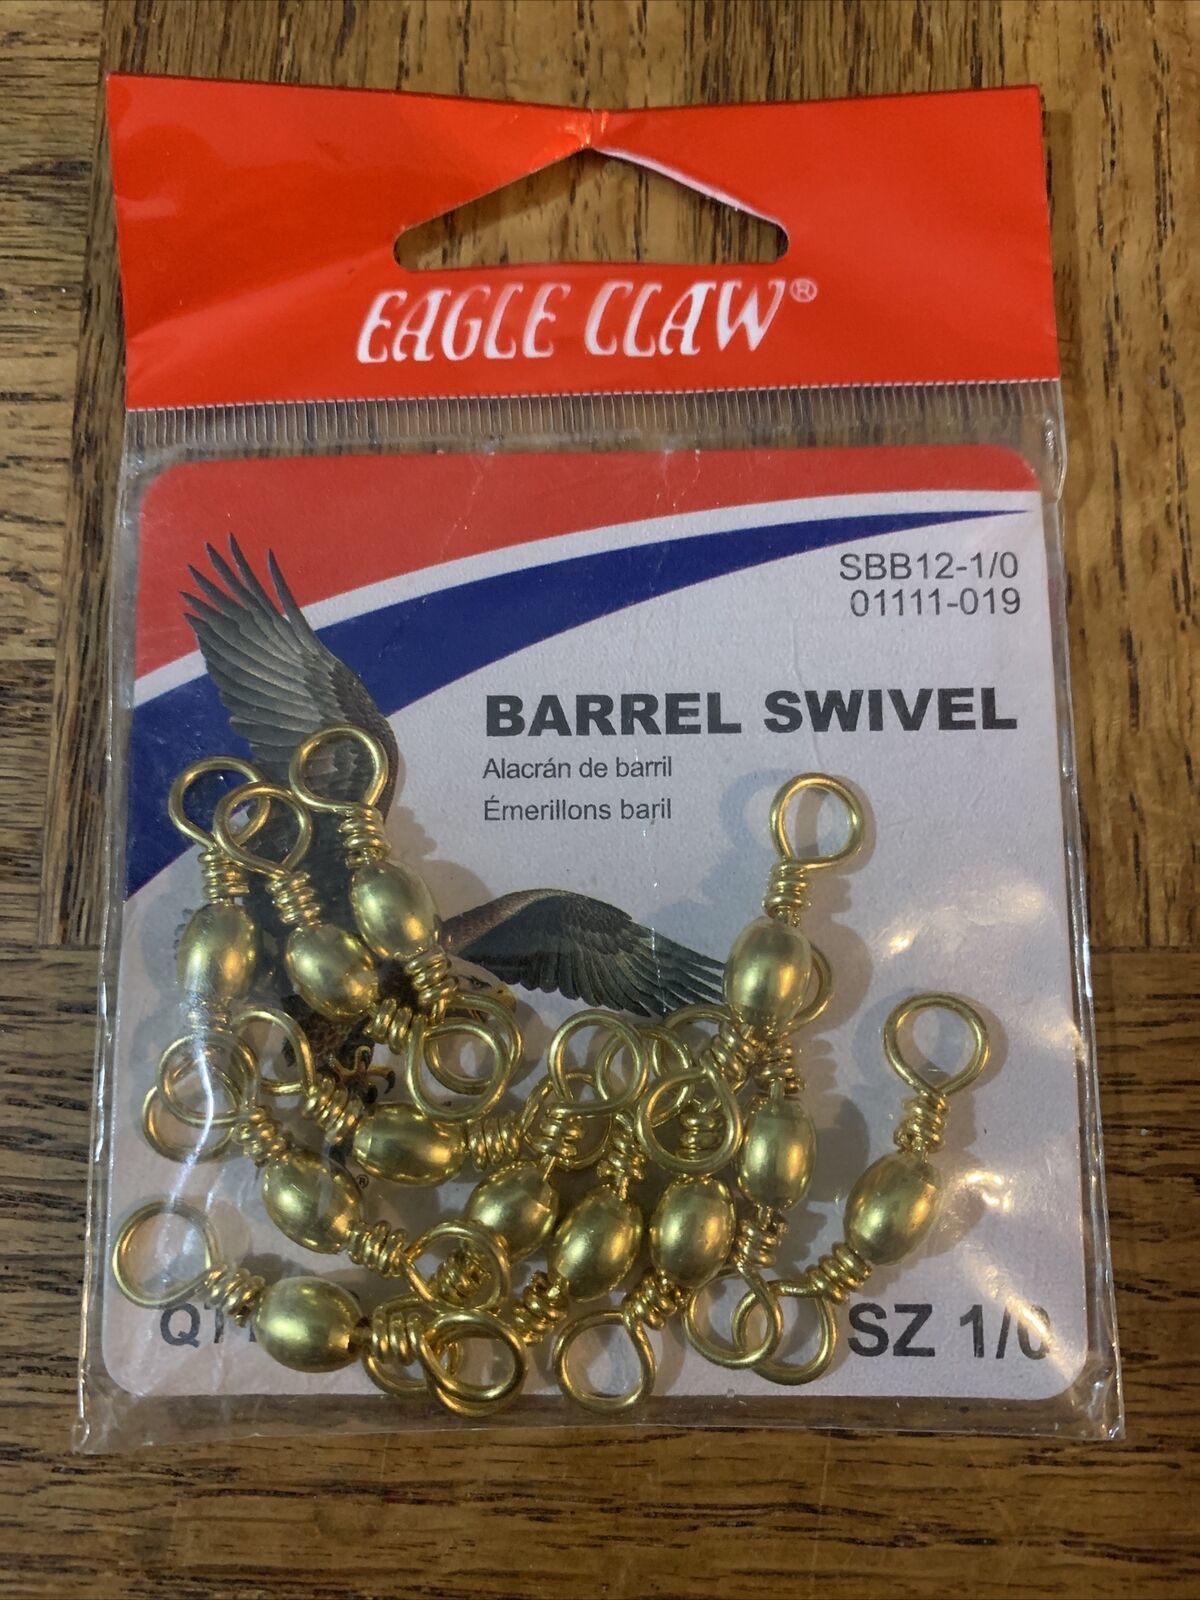 EAGLE CLAW®
SBB12-1/0
01111-019
BARREL SWIVEL
Alacrán de barril
Émerillons baril
®
SZ 1/0